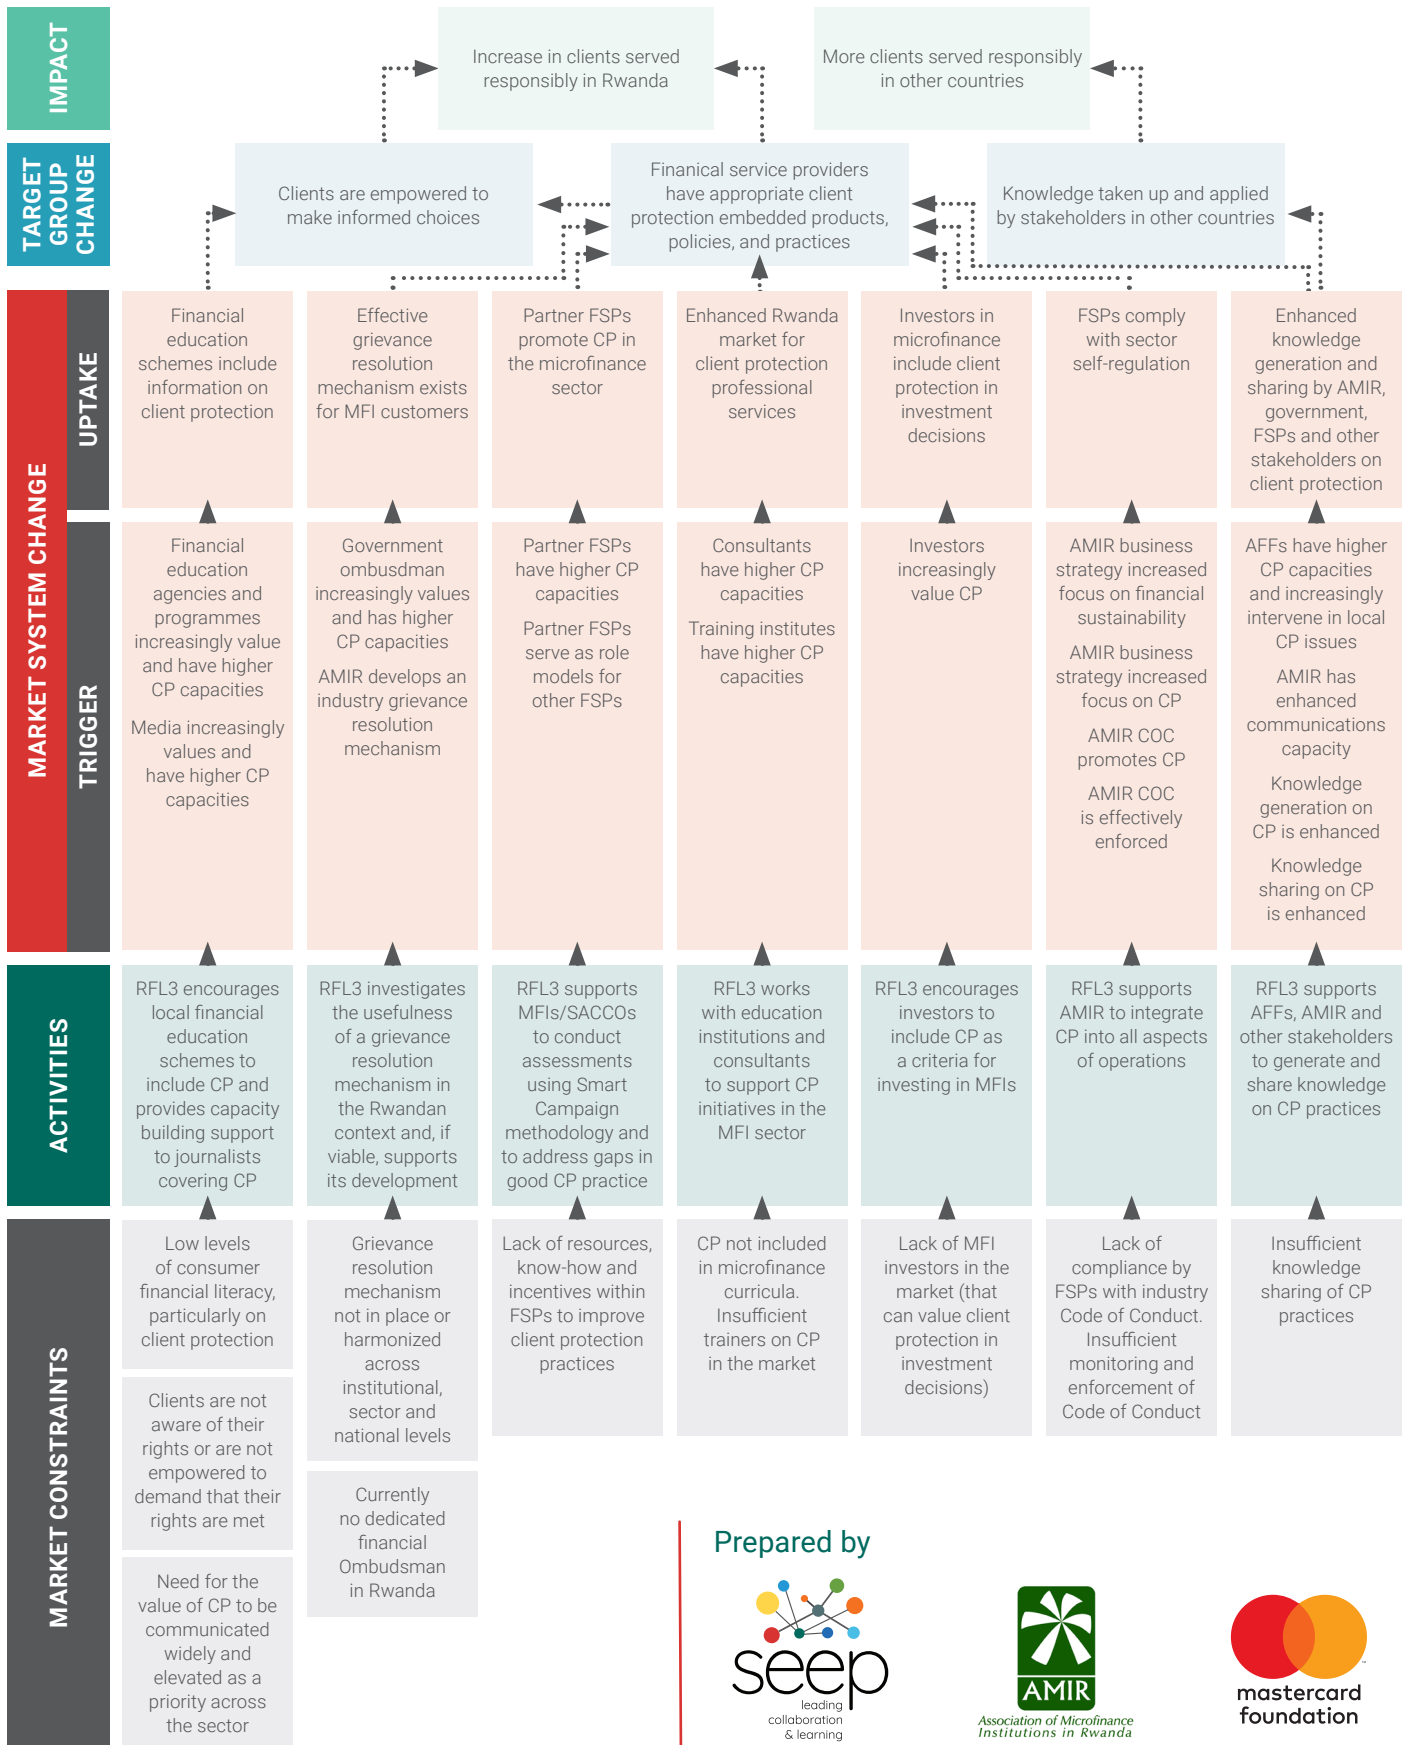 IMPACT
Increase in clients served
responsibly in Rwanda
More clients served responsibly
in other countries
TARGET
GROUP
CHANGE
Clients are empowered to
make informed choices
Finanical service providers
have appropriate client
protection embedded products,
policies, and practices
Knowledge taken up and applied
by stakeholders in other countries
MARKET SYSTEM CHANGE
UPTAKE
Financial
education
schemes include
information on
client protection
Effective
grievance
resolution
mechanism exists
for MFI customers
Partner FSPs
promote CP in
the microfinance
sector
Enhanced Rwanda
market for
client protection
professional
services
Investors in
microfinance
include client
protection in
investment
decisions
FSPs comply
with sector
self-regulation
Enhanced
knowledge
generation and
sharing by AMIR,
government,
FSPs and other
stakeholders on
client protection
TRIGGER
Financial
education
agencies and
programmes
increasingly value
and have higher
CP capacities
Media increasingly
values and
have higher CP
capacities
Government
ombusdman
increasingly values
and has higher
CP capacities
AMIR develops an
industry grievance
resolution
mechanism
Partner FSPs
have higher CP
capacities
Partner FSPs
serve as role
models for
other FSPs
Consultants
have higher CP
capacities
Training institutes
have higher CP
capacities
Investors
increasingly
value CP
AMIR business
strategy increased
focus on financial
sustainability
AMIR business
strategy increased
focus on CP
AMIR COC
promotes CP
AMIR COC
is effectively
enforced
AFFs have higher
CP capacities
and increasingly
intervene in local
CP issues
AMIR has
enhanced
communications
capacity
Knowledge
generation on
CP is enhanced
Knowledge
sharing on CP
is enhanced
ACTIVITIES
RFL3 encourages
local financial
education
schemes to
include CP and
provides capacity
building support
to journalists
covering CP
RFL3 investigates
the usefulness
of a grievance
resolution
mechanism in
the Rwandan
context and, if
viable, supports
its development
RFL3 supports
MFIs/SACCOs
to conduct
assessments
using Smart
Campaign
methodology and
to address gaps in
good CP practice
RFL3 works
with education
institutions and
consultants
to support CP
initiatives in the
MFI sector
RFL3 encourages
investors to
include CP as
a criteria for
investing in MFIs
RFL3 supports
AMIR to integrate
CP into all aspects
of operations
RFL3 supports
AFFs, AMIR and
other stakeholders
to generate and
share knowledge
on CP practices
MARKET CONSTRAINTS
Low levels
of consumer
financial literacy,
particularly on
client protection
Clients are not
aware of their
rights or are not
empowered to
demand that their
rights are met
Need for the
value of CP to be
communicated
widely and
elevated as a
priority across
the sector
Grievance
resolution
mechanism
not in place or
harmonized
across
institutional,
sector and
national levels
Currently
no dedicated
financial
Ombudsman
in Rwanda
Lack of resources,
know-how and
incentives within
FSPs to improve
client protection
practices
CP not included
in microfinance
curricula.
Insufficient
trainers on CP
in the market
Lack of MFI
investors in the
market (that
can value client
protection in
investment
decisions)
Lack of
compliance by
FSPs with industry
Code of Conduct.
Insufficient
monitoring and
enforcement of
Code of Conduct
Insufficient
knowledge
sharing of CP
practices
Prepared by
seep
leading
collaboration
& learning
AMIR
Association of Microfinance
Institutions in Rwanda
mastercard
foundation